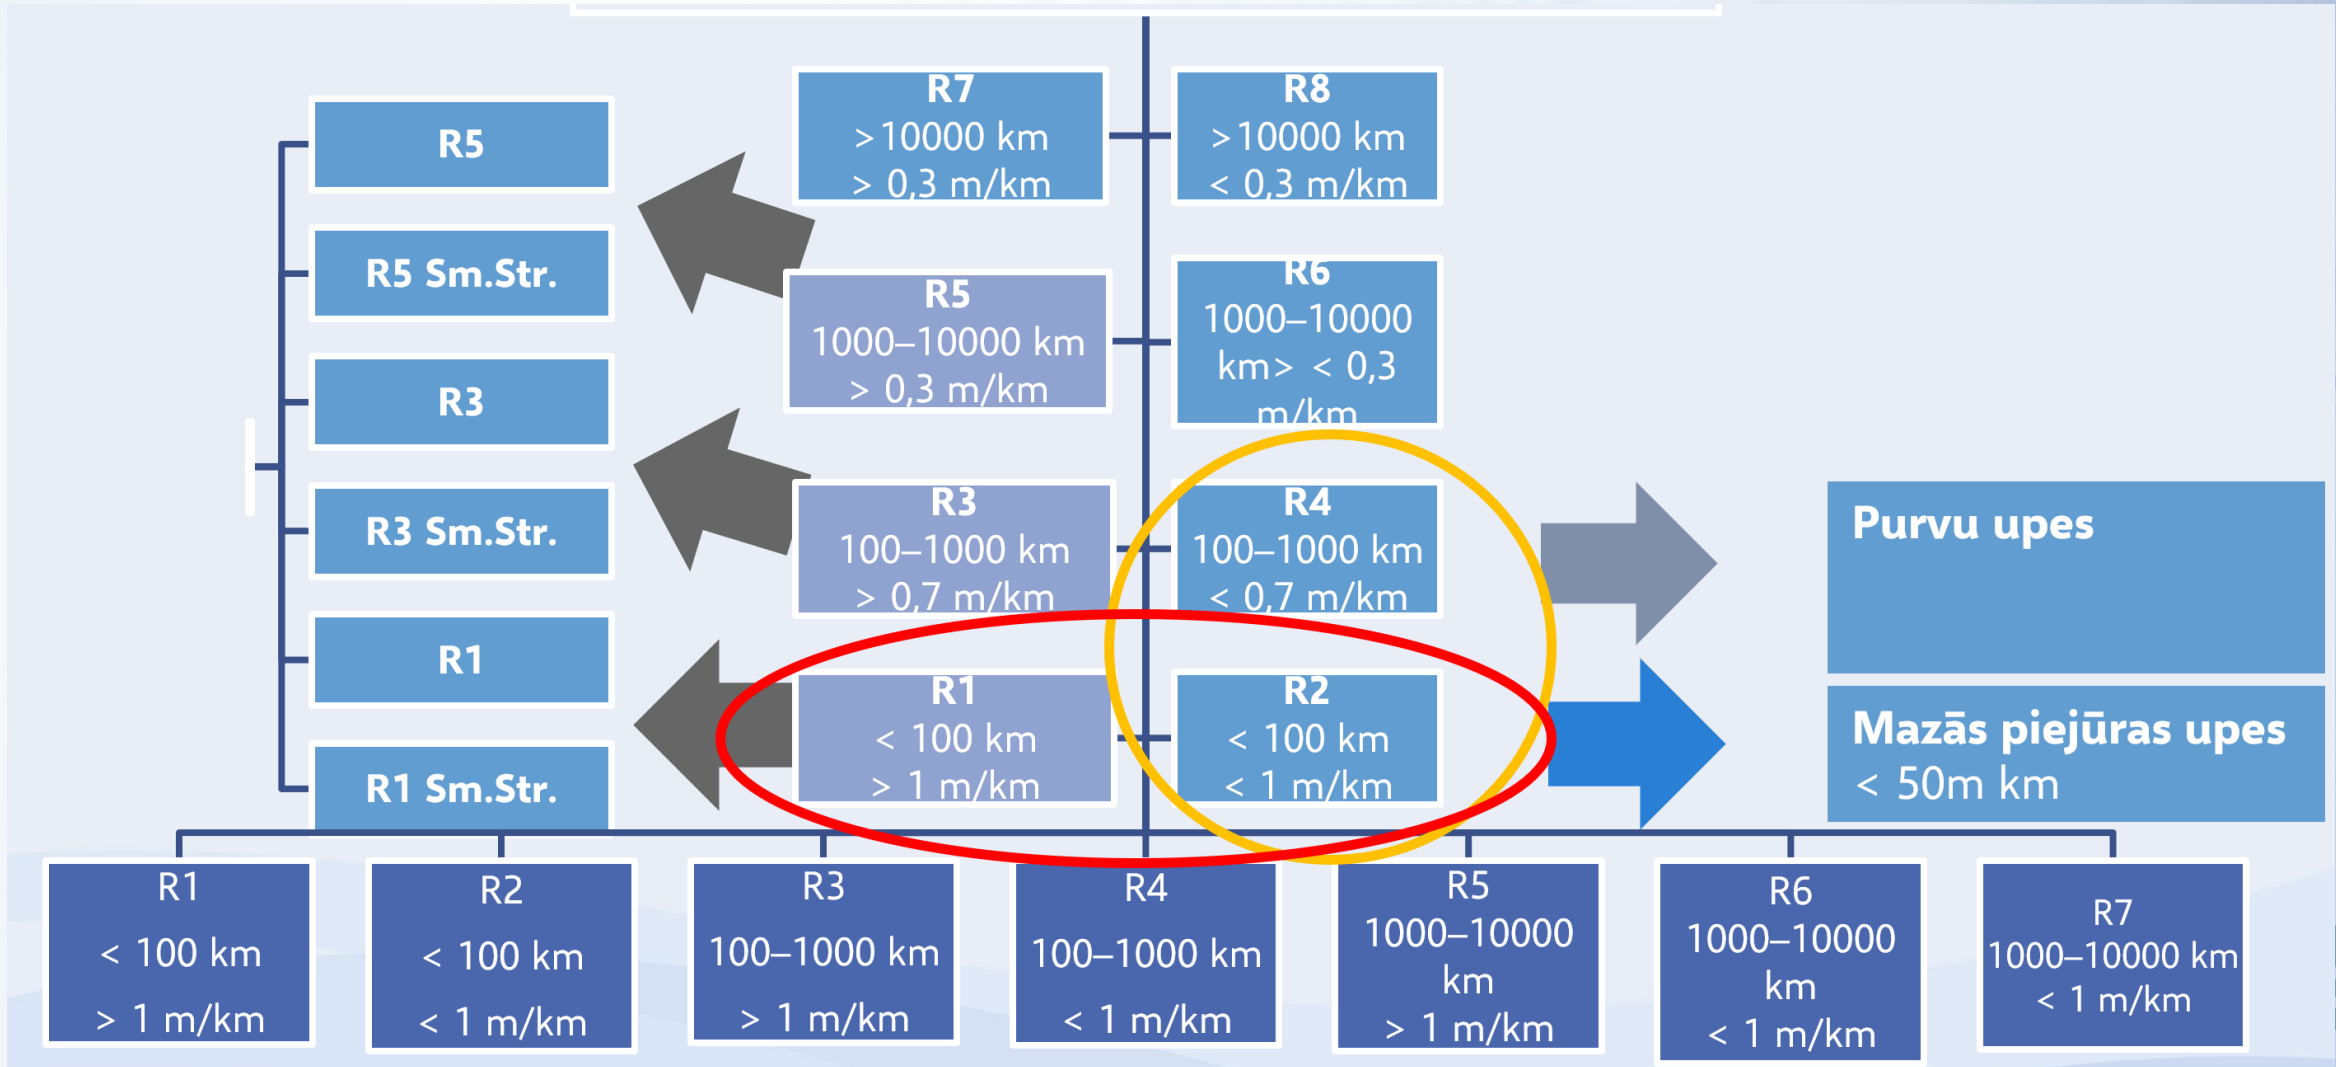 R7
>10000 km
> 0,3 m/km
R8
>10000 km
< 0,3 m/km
R5
R5 Sm.Str.
R3
R3 Sm.Str.
R1
R1 Sm.Str.
R5
1000–10000 km
> 0,3 m/km
R6
1000–10000
km> < 0,3
m/km
R3
100–1000 km
> 0,7 m/km
R4
100–1000 km
< 0,7 m/km
R1
< 100 km
> 1 m/km
R2
< 100 km
< 1 m/km
Purvu upes
Mazās piejūras upes
< 50m km
R1
< 100 km
> 1 m/km
R2
< 100 km
< 1 m/km
R3
100–1000 km
> 1 m/km
R4
100–1000 km
< 1 m/km
R5
1000–10000
km
> 1 m/km
R6
1000–10000
km
< 1 m/km
R7
1000–10000 km
< 1 m/km